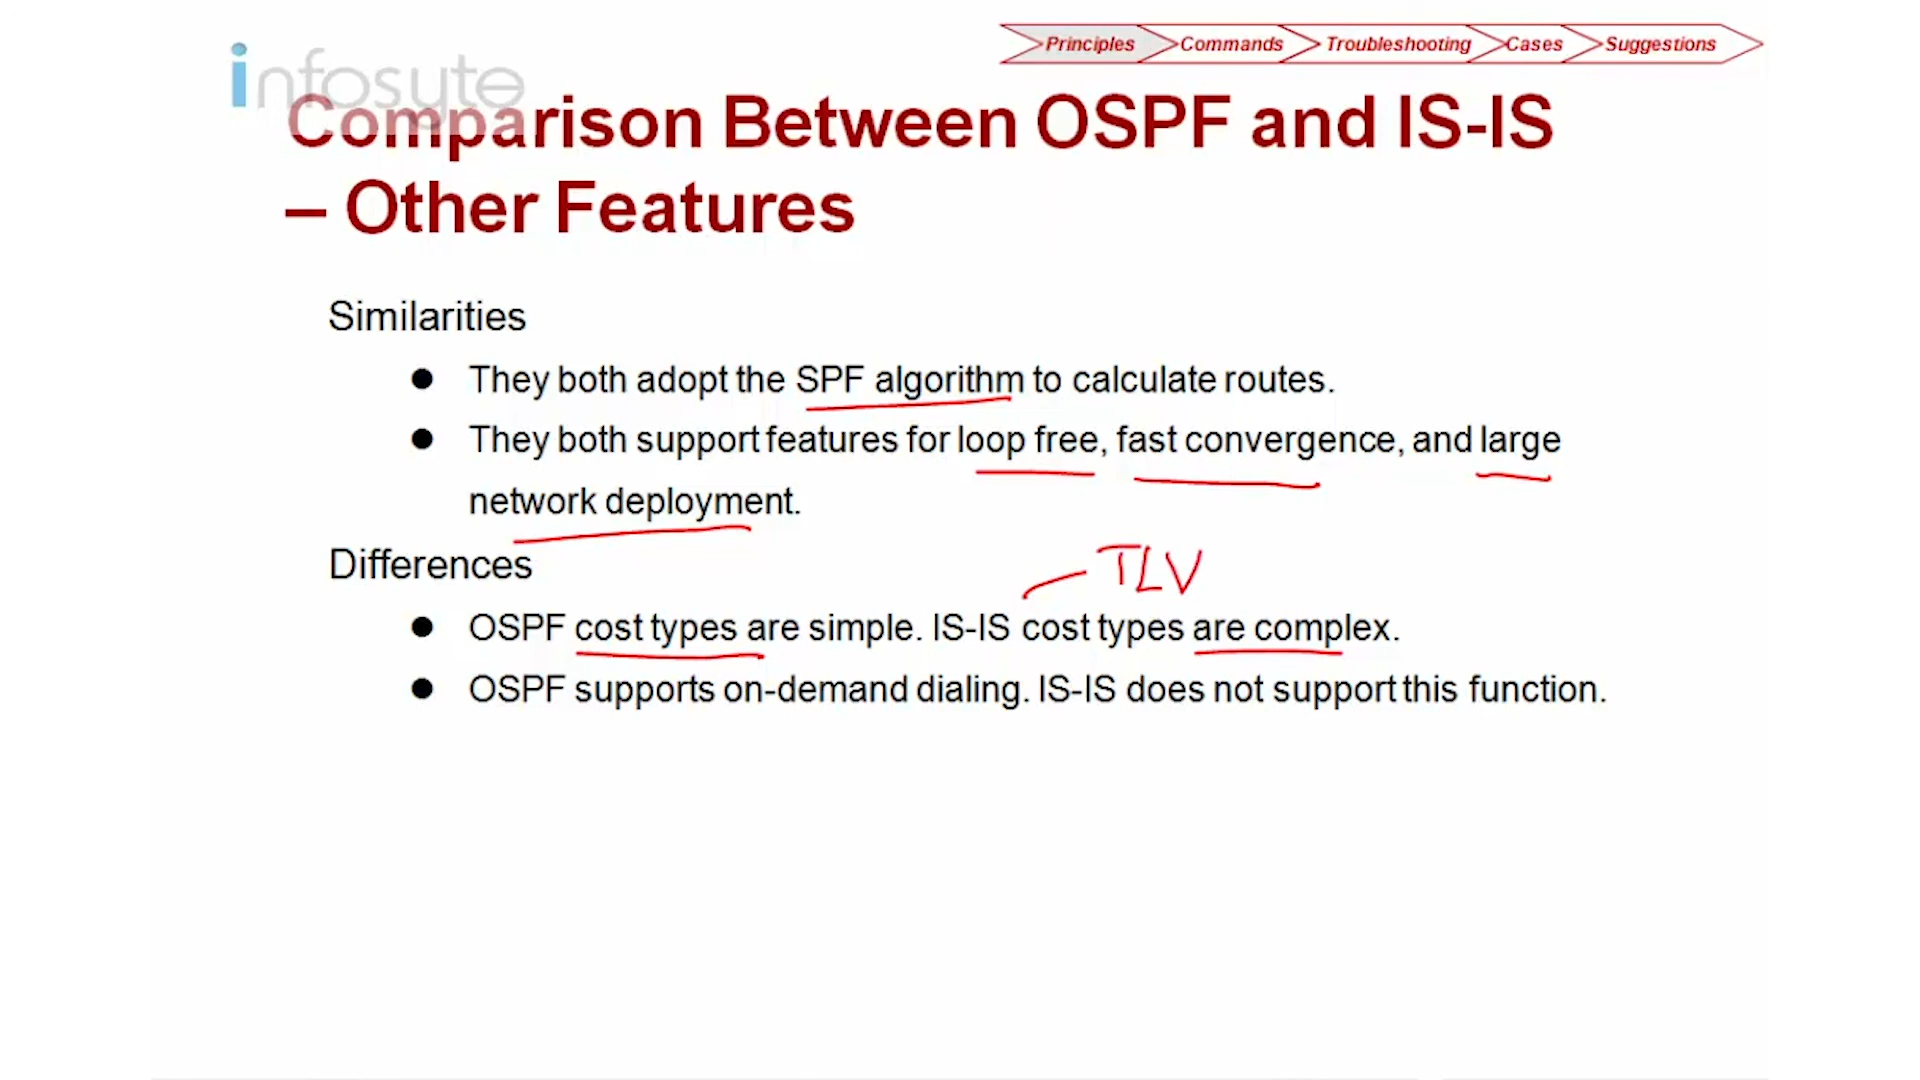 Principles Commands Troubleshooting Cases Suggestions
infosyte
Comparison Between OSPF and IS-IS
– Other Features
Similarities
● They both adopt the SPF algorithm to calculate routes.
● They both support features for loop free, fast convergence, and large
network deployment.
Differences
TLV
● OSPF cost types are simple. IS-IS cost types are complex.
● OSPF supports on-demand dialing. IS-IS does not support this function.